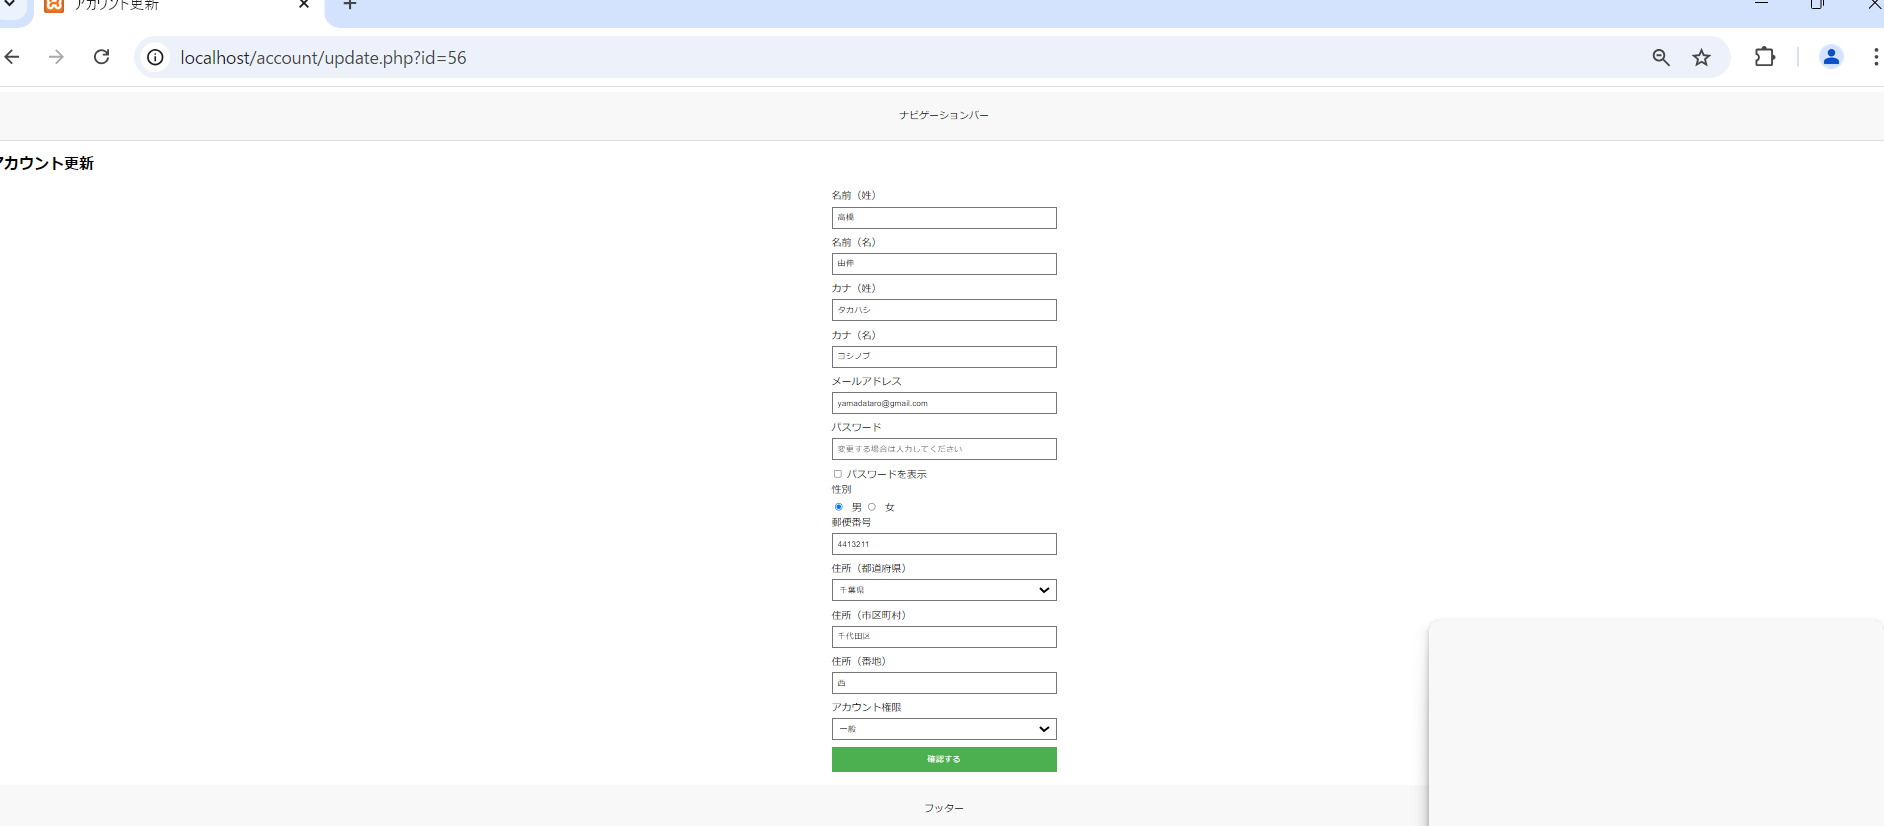 アカウント更新
localhost/account/update.php?id=56
ナビゲーションバー
アカウント更新
名前（姓）
高橋
名前（名）
由伸
カナ（姓）
タカハシ
カナ（名）
ヨシノブ
メールアドレス
yamadataro@gmail.com
パスワード
変更する場合は入力してください
パスワードを表示
性別
男 女
郵便番号
4413211
住所（都道府県）
千葉県
住所（市区町村）
千代田区
住所（番地）
西
アカウント権限
一般
確認する
フッター